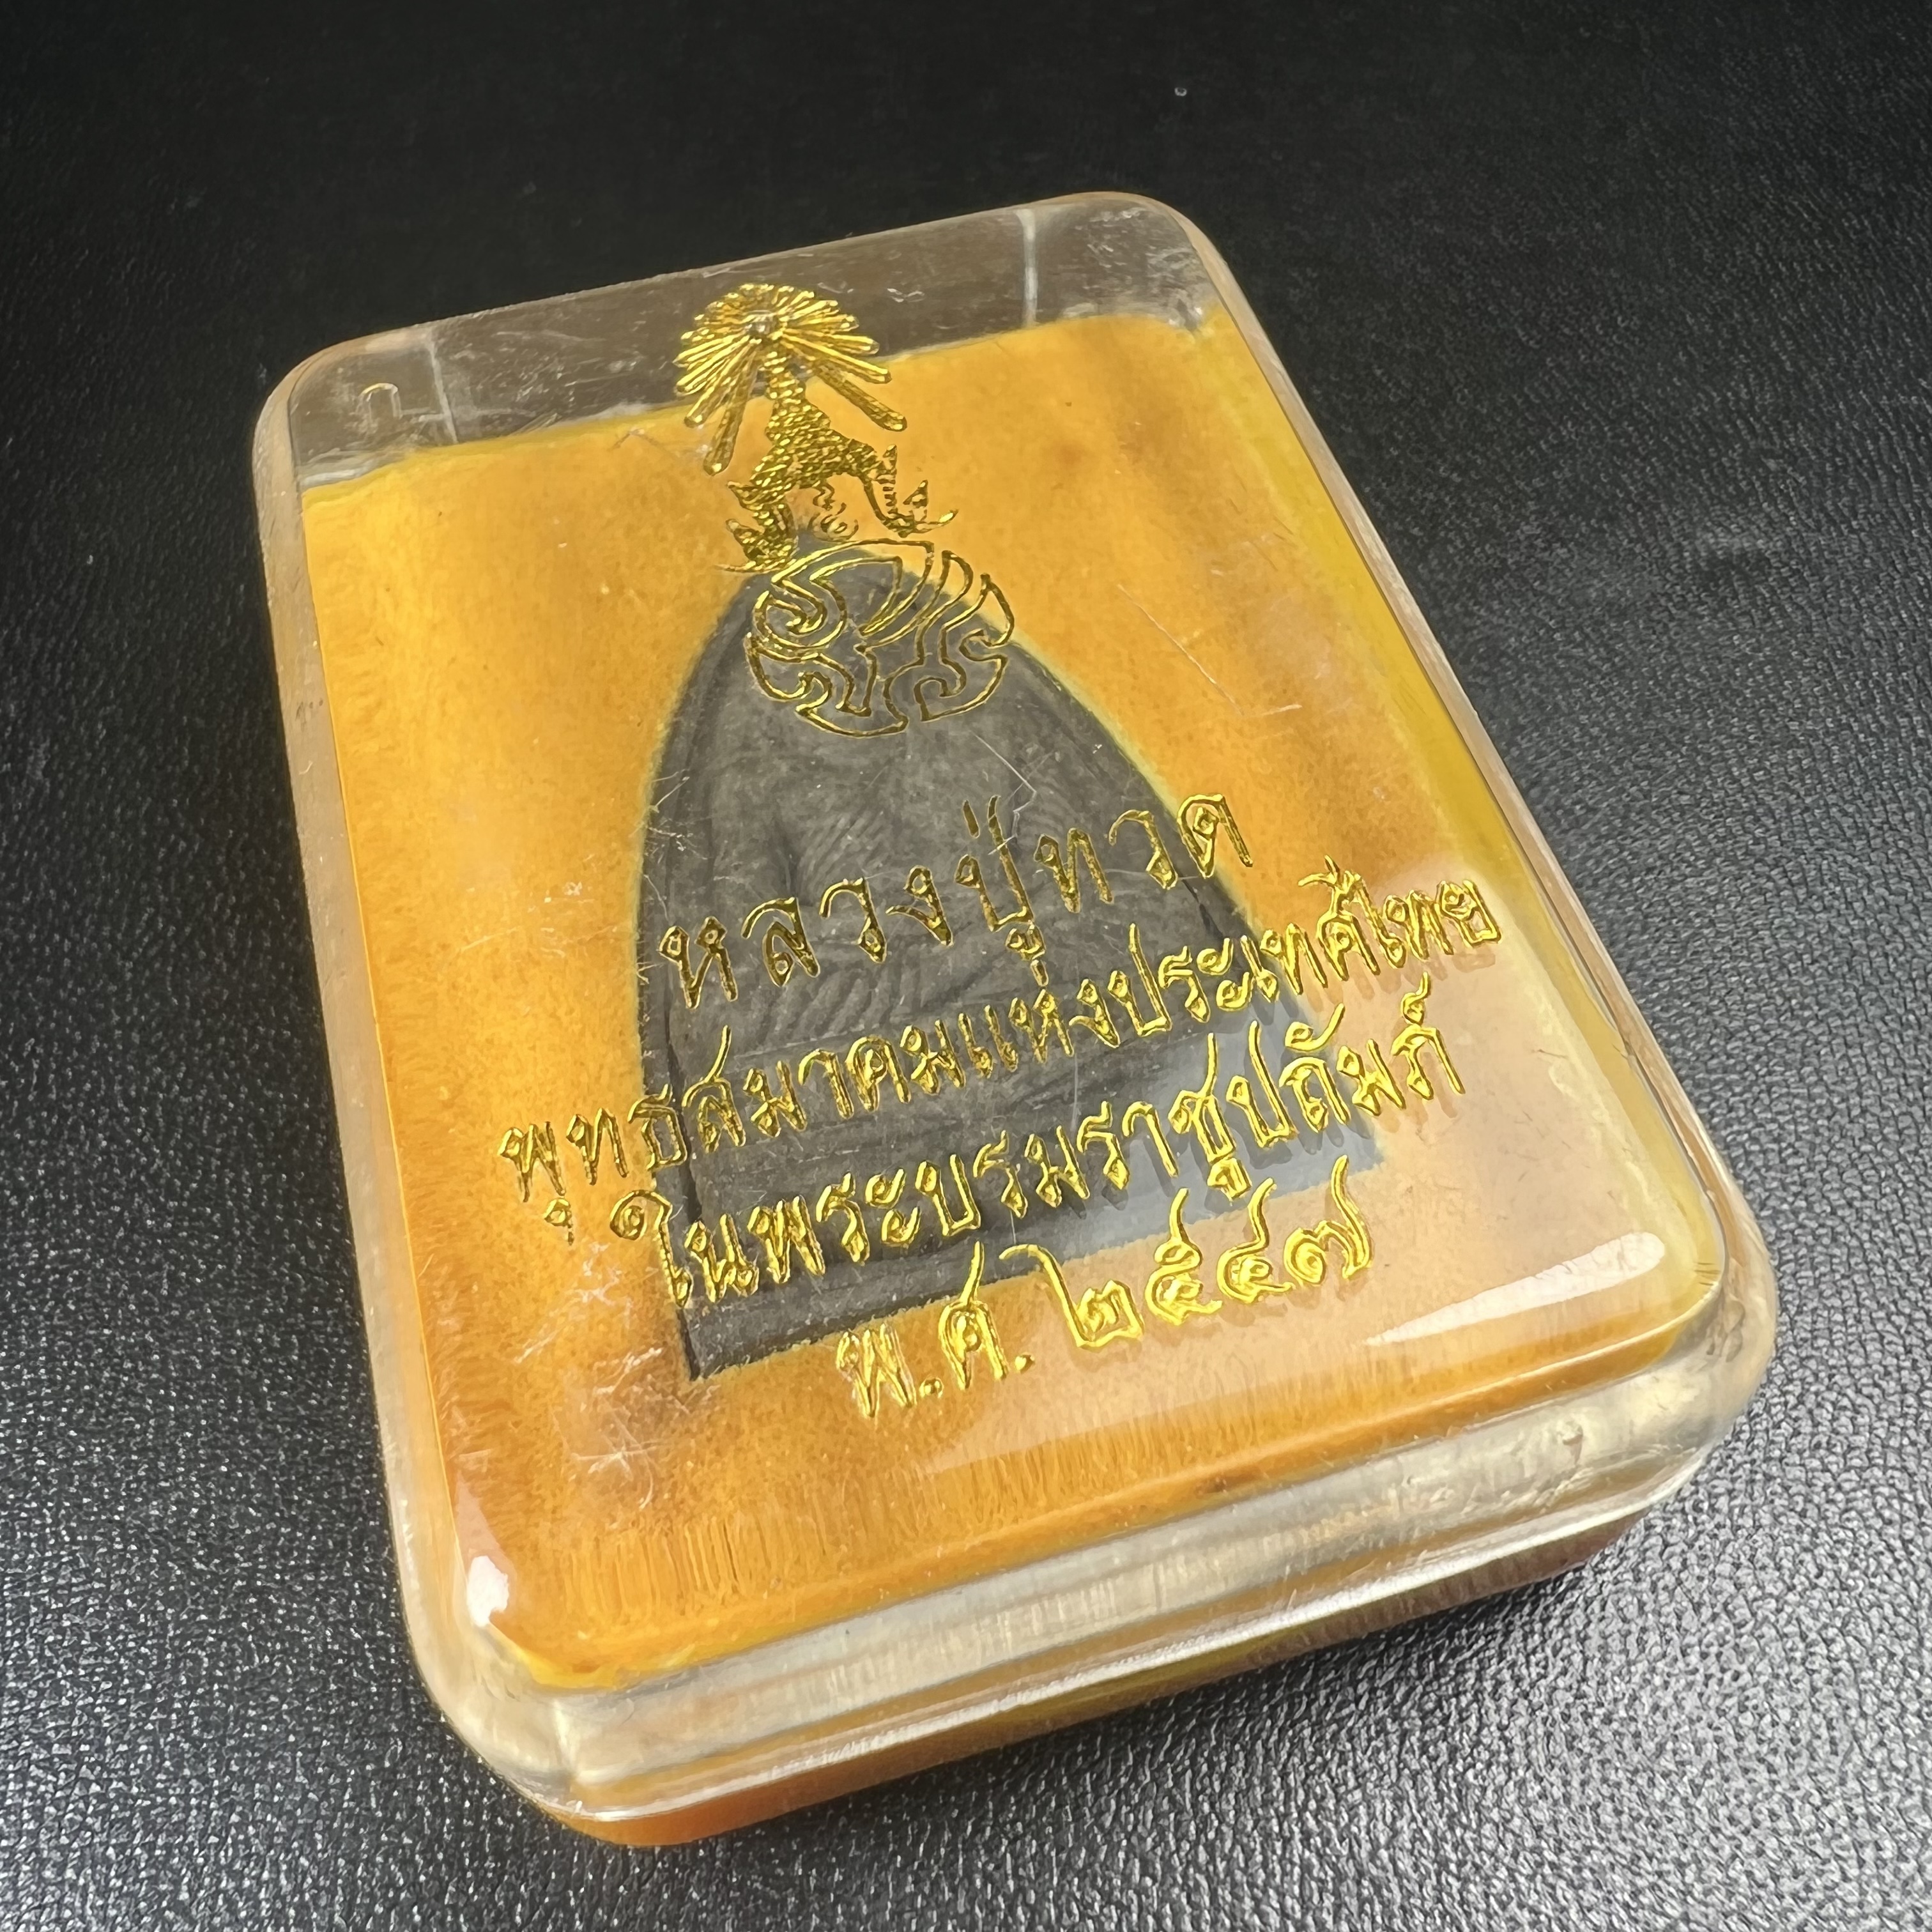 หลวงปู่ทวด
พุทธสมาคมแห่งประเทศไทย
ในพระบรมราชูปถัมภ์
พ.ศ. ๒๕๔๗